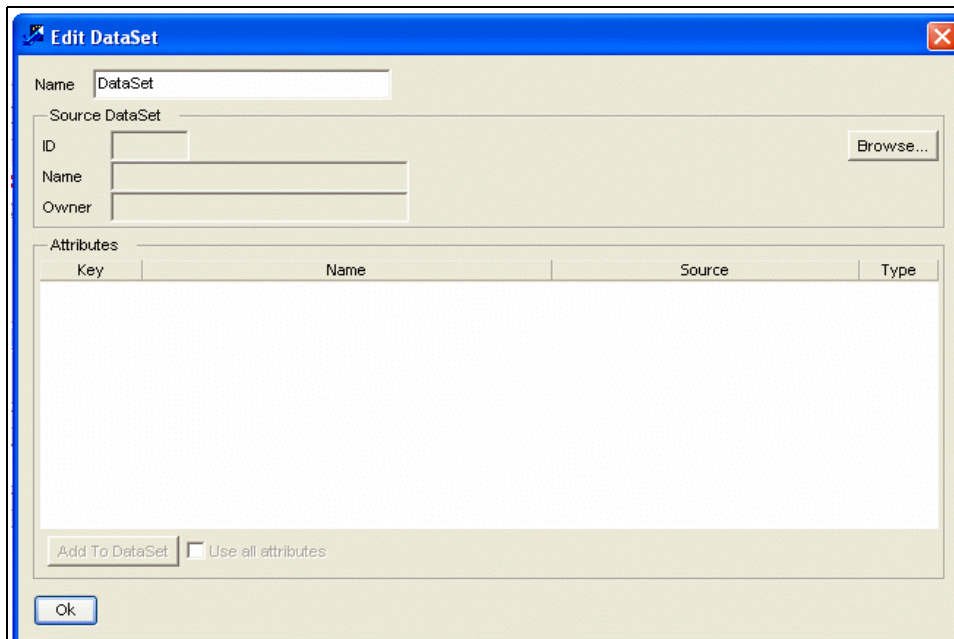 Edit DataSet
Name DataSet
Source DataSet
ID
Browse...
Name
Owner
Attributes
Key Name Source Type
Add To DataSet Use all attributes
Ok